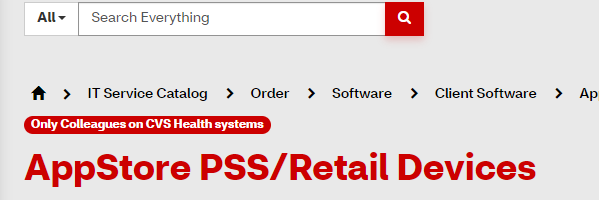 All
Search Everything
IT Service Catalog > Order > Software > Client Software > Ap
Only Colleagues on CVS Health systems
AppStore PSS/Retail Devices